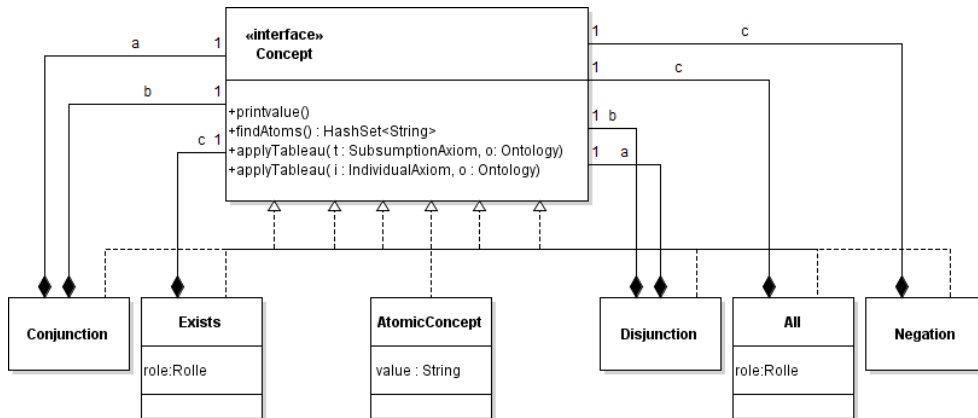 «interface»
Concept
+printvalue()
+findAtoms() : HashSet<String>
+applyTableau( t : SubsumptionAxiom, o: Ontology)
+applyTableau( i : IndividualAxiom, o : Ontology)
a 1
b 1
c 1
1 c
1 c
1 b
1 a
Conjunction
Exists
role:Rolle
AtomicConcept
value : String
Disjunction
All
role:Rolle
Negation